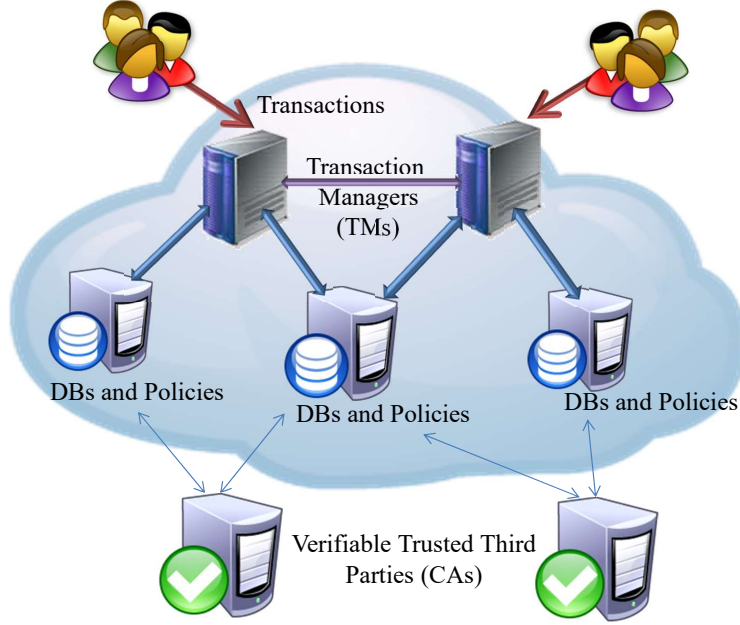 Transactions
Transaction
Managers
(TMs)
DBs and Policies
DBs and Policies
DBs and Policies
Verifiable Trusted Third
Parties (CAs)